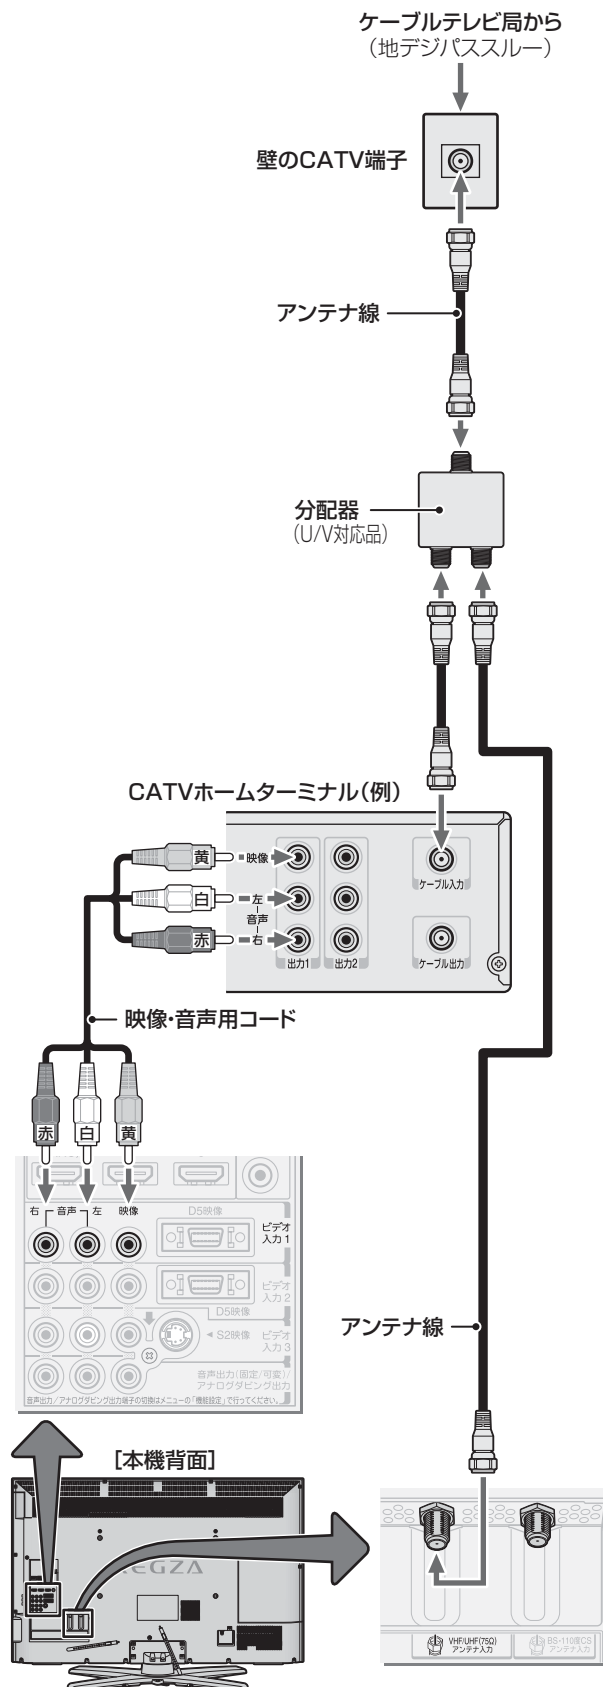 ケーブルテレビ局から
（地デジパススルー）
壁のCATV端子
アンテナ線
分配器
（U/V対応品）
CATVホームターミナル（例）
黄
映像
白
左
音声
赤
右
出力1
出力2
ケーブル入力
ケーブル出力
映像・音声用コード
赤
白
黄
右
音声
左
映像
D5映像
ビデオ
入力1
ビデオ
入力2
D5映像
S2映像
ビデオ
入力3
音声出力（固定/可変）/
アナログダビング出力
音声出力／アナログダビング出力端子の切換はメニューの「機能設定」で行ってください。
アンテナ線
［本機背面］
REGZA
VHF/UHF(75Ω)
アンテナ入力
BS・110度CS
アンテナ入力